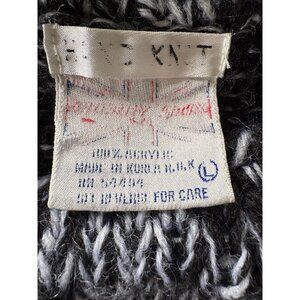 HAND KNIT
100% ACRYLIC
MADE IN KOREA R.O.K
L
RN 54494
SEE REVERSE FOR CARE